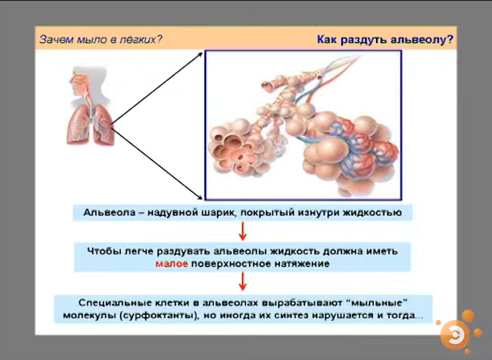 Зачем мыло в лёгких?
Как раздуть альвеолу?
Альвеола – надувной шарик, покрытый изнутри жидкостью
Чтобы легче раздувать альвеолы жидкость должна иметь
малое поверхностное натяжение
Специальные клетки в альвеолах вырабатывают “мыльные”
молекулы (сурфоктанты), но иногда их синтез нарушается и тогда...
Э